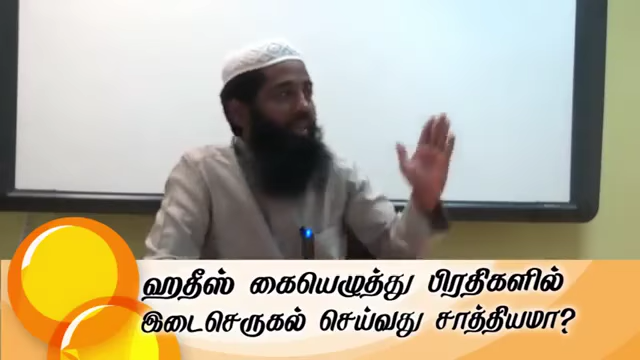 ஹதீஸ் கையெழுத்து பிரதிகளில்
இடைசெருகல் செய்வது சாத்தியமா?